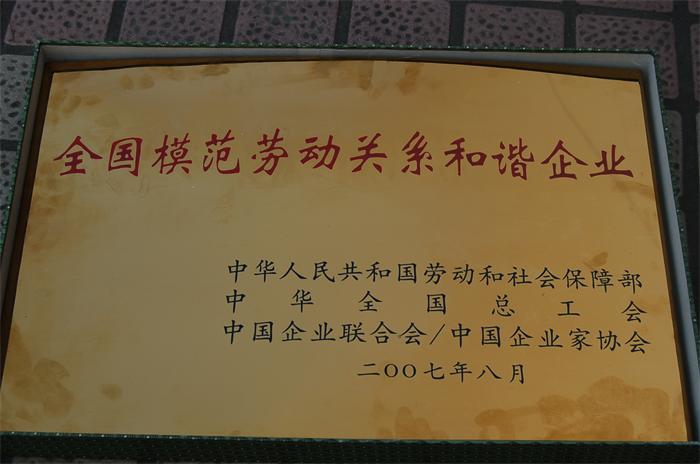 全国模范劳动关系和谐企业
中华人民共和国劳动和社会保障部
中华全国总工会
中国企业联合会/中国企业家协会
二〇〇七年八月